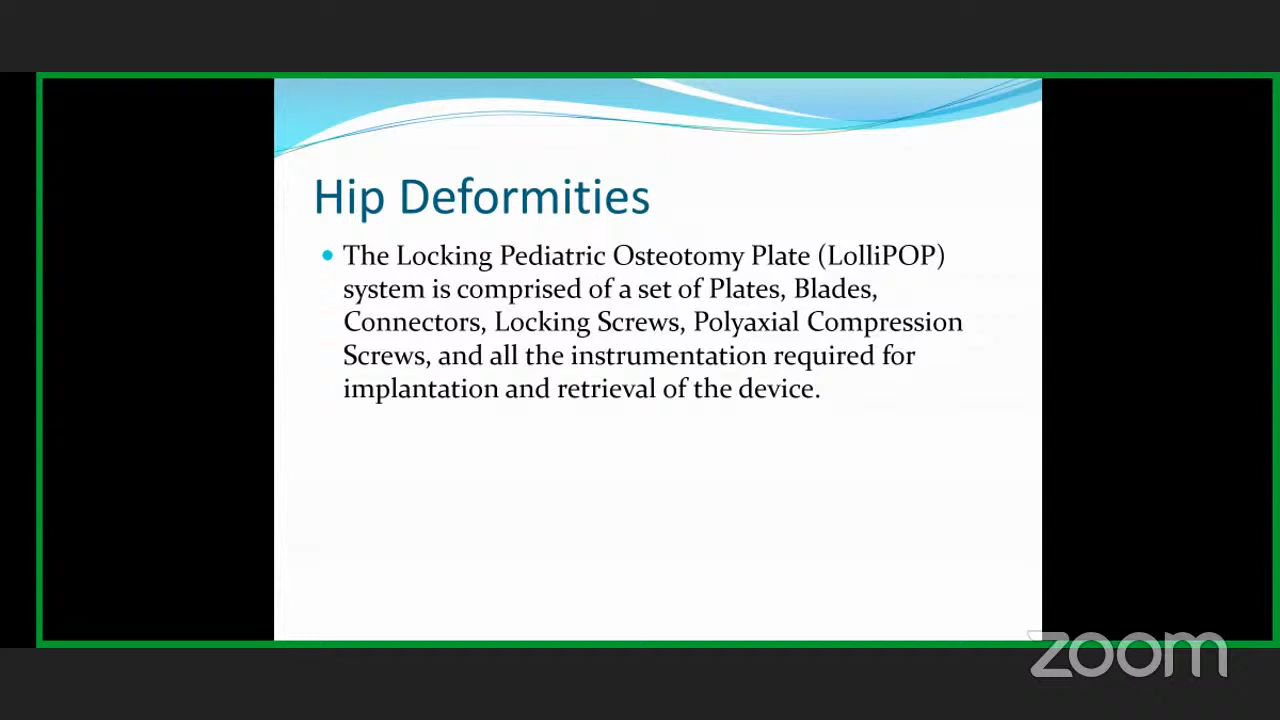 Hip Deformities
• The Locking Pediatric Osteotomy Plate (LolliPOP)
system is comprised of a set of Plates, Blades,
Connectors, Locking Screws, Polyaxial Compression
Screws, and all the instrumentation required for
implantation and retrieval of the device.
zoom